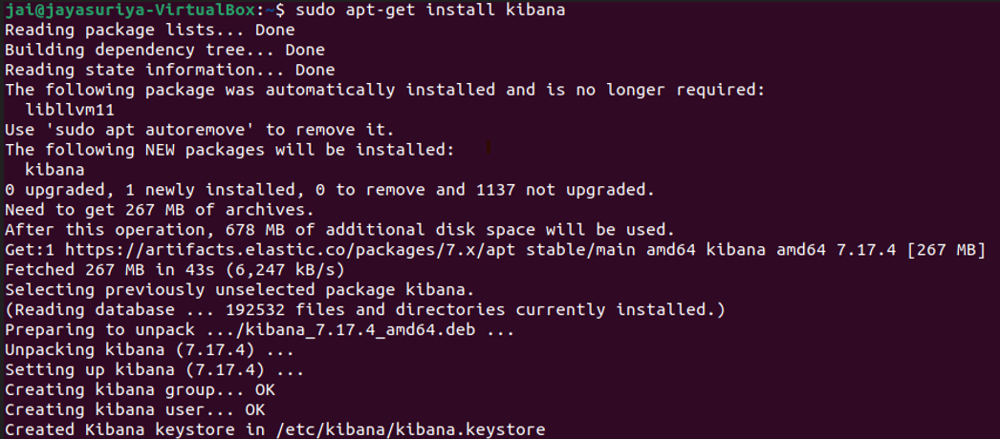 jai@jayasuriya-VirtualBox:~$ sudo apt-get install kibana
Reading package lists... Done
Building dependency tree... Done
Reading state information... Done
The following package was automatically installed and is no longer required:
  libllvm11
Use 'sudo apt autoremove' to remove it.
The following NEW packages will be installed:
  kibana
0 upgraded, 1 newly installed, 0 to remove and 1137 not upgraded.
Need to get 267 MB of archives.
After this operation, 678 MB of additional disk space will be used.
Get:1 https://artifacts.elastic.co/packages/7.x/apt stable/main amd64 kibana amd64 7.17.4 [267 MB]
Fetched 267 MB in 43s (6,247 kB/s)
Selecting previously unselected package kibana.
(Reading database ... 192532 files and directories currently installed.)
Preparing to unpack .../kibana_7.17.4_amd64.deb ...
Unpacking kibana (7.17.4) ...
Setting up kibana (7.17.4) ...
Creating kibana group... OK
Creating kibana user... OK
Created Kibana keystore in /etc/kibana/kibana.keystore